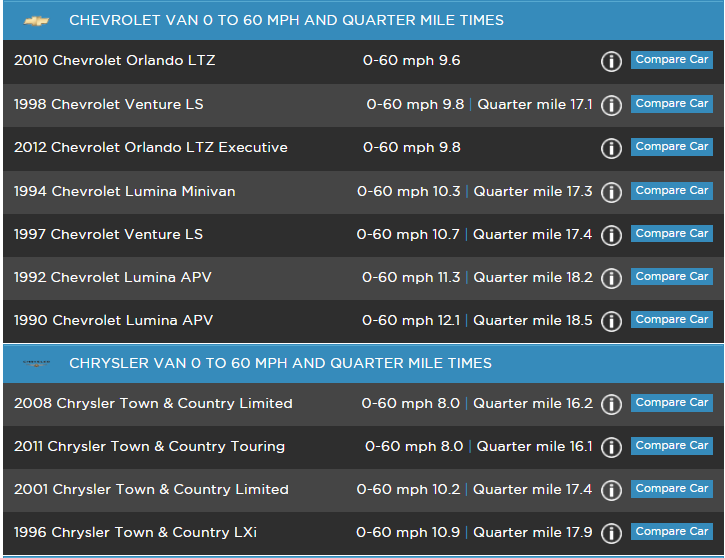 CHEVROLET VAN 0 TO 60 MPH AND QUARTER MILE TIMES
2010 Chevrolet Orlando LTZ 0-60 mph 9.6 Compare Car
1998 Chevrolet Venture LS 0-60 mph 9.8 | Quarter mile 17.1 Compare Car
2012 Chevrolet Orlando LTZ Executive 0-60 mph 9.8 Compare Car
1994 Chevrolet Lumina Minivan 0-60 mph 10.3 | Quarter mile 17.3 Compare Car
1997 Chevrolet Venture LS 0-60 mph 10.7 | Quarter mile 17.4 Compare Car
1992 Chevrolet Lumina APV 0-60 mph 11.3 | Quarter mile 18.2 Compare Car
1990 Chevrolet Lumina APV 0-60 mph 12.1 | Quarter mile 18.5 Compare Car
CHRYSLER VAN 0 TO 60 MPH AND QUARTER MILE TIMES
2008 Chrysler Town & Country Limited 0-60 mph 8.0 | Quarter mile 16.2 Compare Car
2011 Chrysler Town & Country Touring 0-60 mph 8.0 | Quarter mile 16.1 Compare Car
2001 Chrysler Town & Country Limited 0-60 mph 10.2 | Quarter mile 17.4 Compare Car
1996 Chrysler Town & Country LXi 0-60 mph 10.9 | Quarter mile 17.9 Compare Car